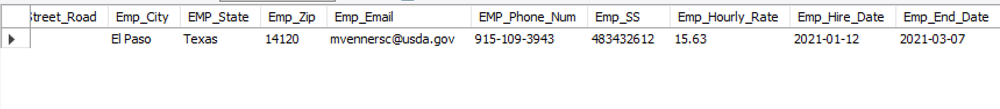 treet_Road Emp_City EMP_State Emp_Zip Emp_Email EMP_Phone_Num Emp_SS Emp_Hourly_Rate Emp_Hire_Date Emp_End_Date
El Paso Texas 14120 mvennersc@usda.gov 915-109-3943 483432612 15.63 2021-01-12 2021-03-07